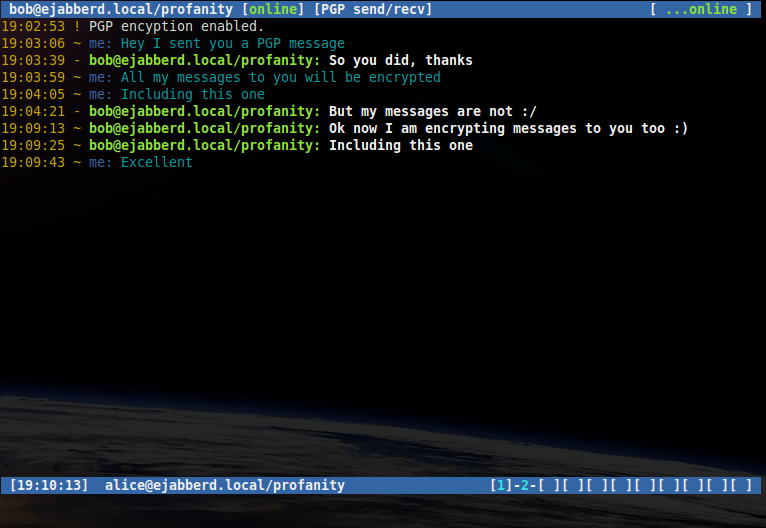 bob@ejabberd.local/profanity [online] [PGP send/recv] [ ...online ]
19:02:53 ! PGP encyption enabled.
19:03:06 ~ me: Hey I sent you a PGP message
19:03:39 - bob@ejabberd.local/profanity: So you did, thanks
19:03:59 ~ me: All my messages to you will be encrypted
19:04:05 ~ me: Including this one
19:04:21 - bob@ejabberd.local/profanity: But my messages are not :/
19:09:13 ~ bob@ejabberd.local/profanity: Ok now I am encrypting messages to you too :)
19:09:25 ~ bob@ejabberd.local/profanity: Including this one
19:09:43 ~ me: Excellent
[19:10:13] alice@ejabberd.local/profanity [1]-2-[ ][ ][ ][ ][ ][ ][ ][ ][ ]